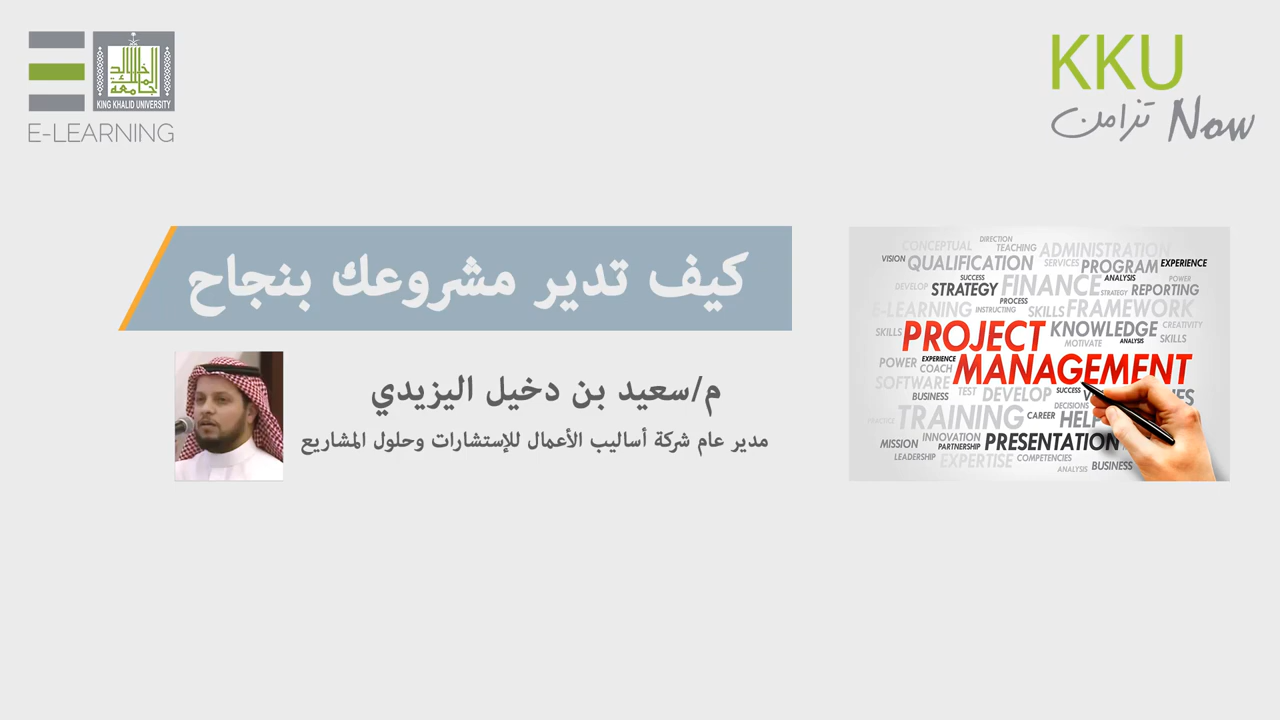 جامعة الملك خالد
KING KHALID UNIVERSITY
E-LEARNING
KKU
تزامن Now
كيف تدير مشروعك بنجاح
م/سعيد بن دخيل اليزيدي
مدير عام شركة أساليب الأعمال للإستشارات وحلول المشاريع
CONCEPTUAL DIRECTION TEACHING ADMINISTRATION
VISION QUALIFICATION SERVICES PROGRAM EXPERIENCE
DEVELOP STRATEGY SUCCESS FINANCE ANALYSIS STRATEGY POWER REPORTING
E-LEARNING INSTRUCTING PROCESS SKILLS FRAMEWORK
SKILLS PROJECT KNOWLEDGE CREATIVITY
MOTIVATE ANALYSIS SKILLS
POWER EXPERIENCE COACH MANAGEMENT
SOFTWARE BUSINESS TEST DEVELOP SUCCESS
PRACTICE TRAINING CAREER DECISIONS HELP
MISSION INNOVATION PARTNERSHIP PRESENTATION
LEADERSHIP EXPERTISE COMPETENCIES ANALYSIS BUSINESS